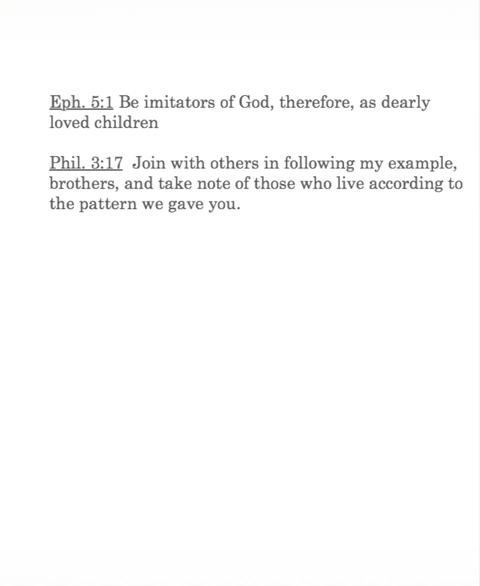 Eph. 5:1 Be imitators of God, therefore, as dearly
loved children
Phil. 3:17  Join with others in following my example,
brothers, and take note of those who live according to
the pattern we gave you.